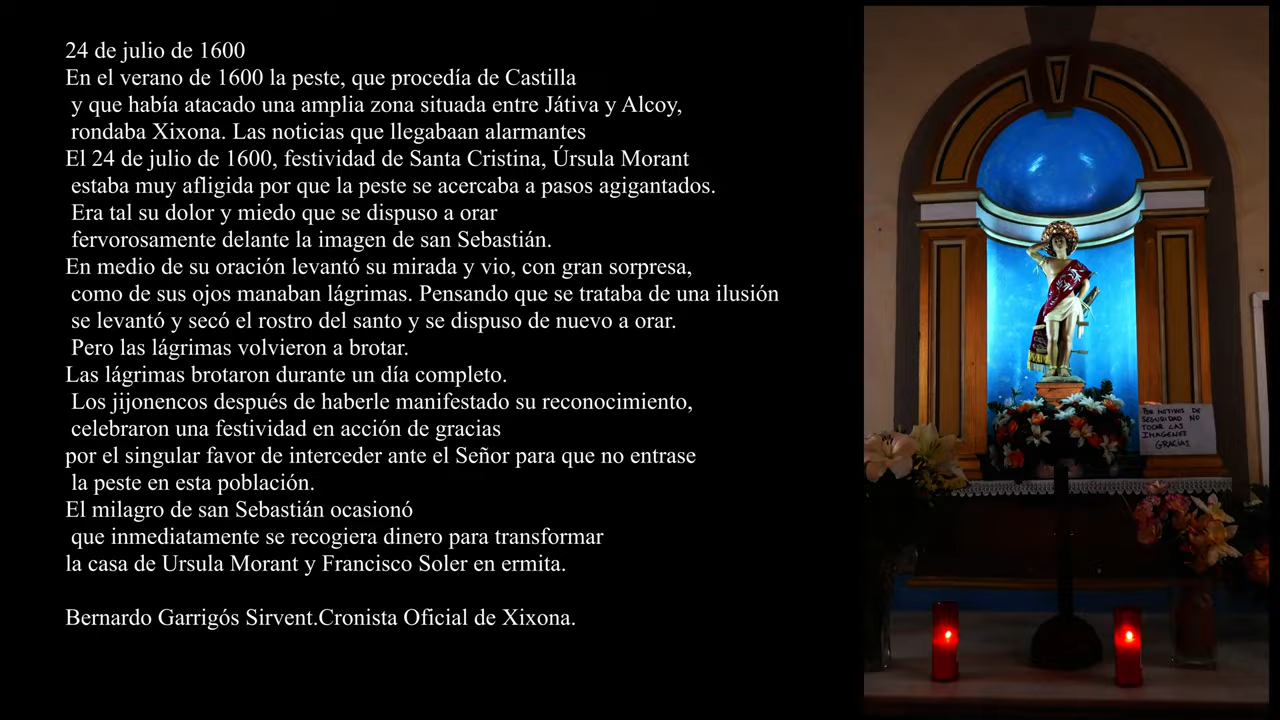 24 de julio de 1600
En el verano de 1600 la peste, que procedía de Castilla
y que había atacado una amplia zona situada entre Játiva y Alcoy,
rondaba Xixona. Las noticias que llegabaan alarmantes
El 24 de julio de 1600, festividad de Santa Cristina, Úrsula Morant
estaba muy afligida por que la peste se acercaba a pasos agigantados.
Era tal su dolor y miedo que se dispuso a orar
fervorosamente delante la imagen de san Sebastián.
En medio de su oración levantó su mirada y vio, con gran sorpresa,
como de sus ojos manaban lágrimas. Pensando que se trataba de una ilusión
se levantó y secó el rostro del santo y se dispuso de nuevo a orar.
Pero las lágrimas volvieron a brotar.
Las lágrimas brotaron durante un día completo.
Los jijonencos después de haberle manifestado su reconocimiento,
celebraron una festividad en acción de gracias
por el singular favor de interceder ante el Señor para que no entrase
la peste en esta población.
El milagro de san Sebastián ocasionó
que inmediatamente se recogiera dinero para transformar
la casa de Ursula Morant y Francisco Soler en ermita.
Bernardo Garrigós Sirvent.Cronista Oficial de Xixona.
POR MOTIVOS DE
SEGURIDAD NO
TOCAR LAS
IMAGENES
GRACIAS